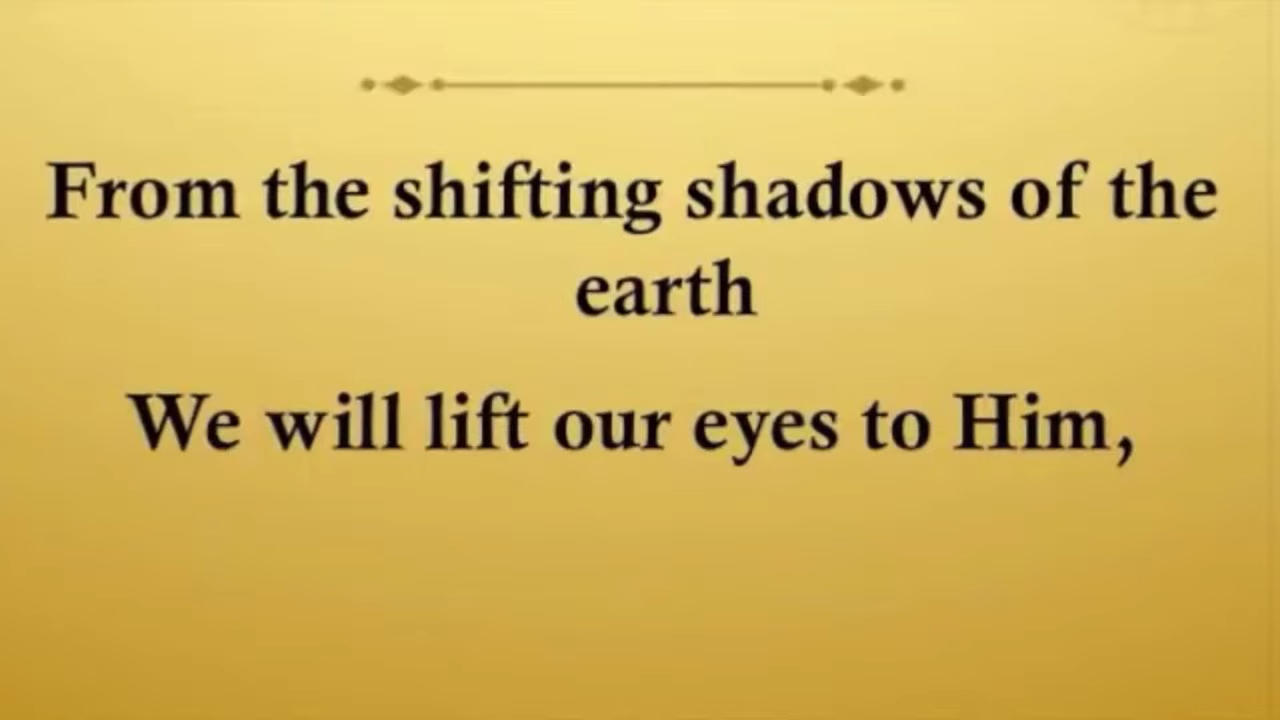 From the shifting shadows of the
earth
We will lift our eyes to Him,